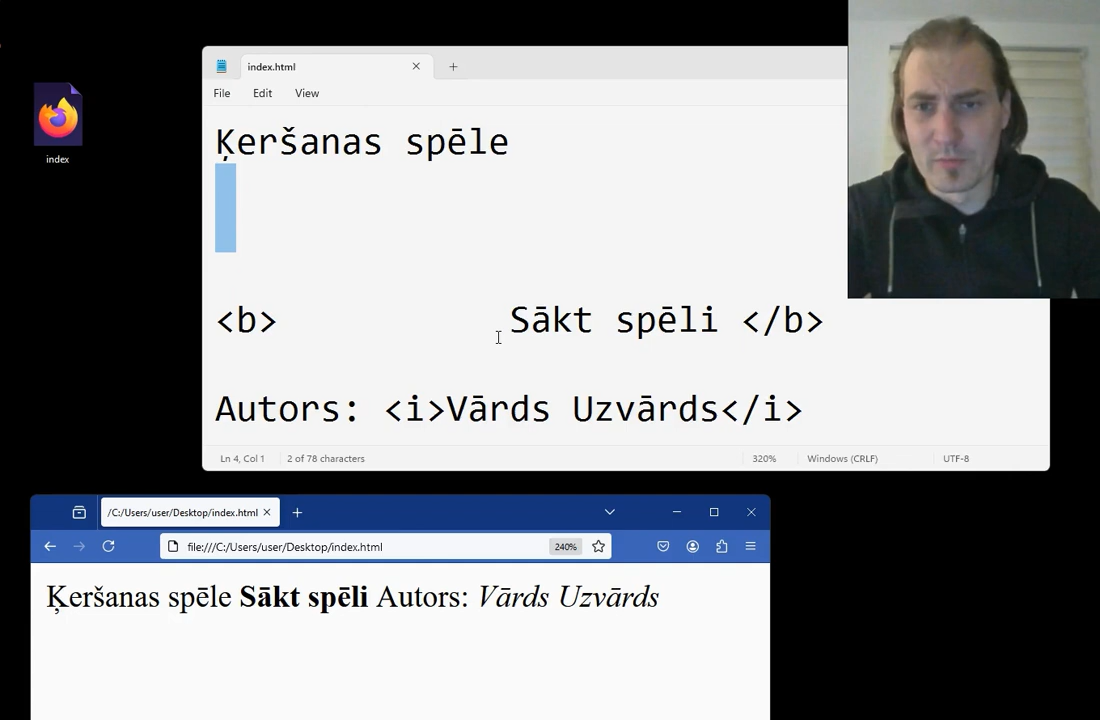 index
index.html
File Edit View
Ķeršanas spēle
<b> Sākt spēli </b>
Autors: <i>Vārds Uzvārds</i>
Ln 4, Col 1 2 of 78 characters 320% Windows (CRLF) UTF-8
/C:/Users/user/Desktop/index.html
file:///C:/Users/user/Desktop/index.html 240%
Ķeršanas spēle Sākt spēli Autors: Vārds Uzvārds